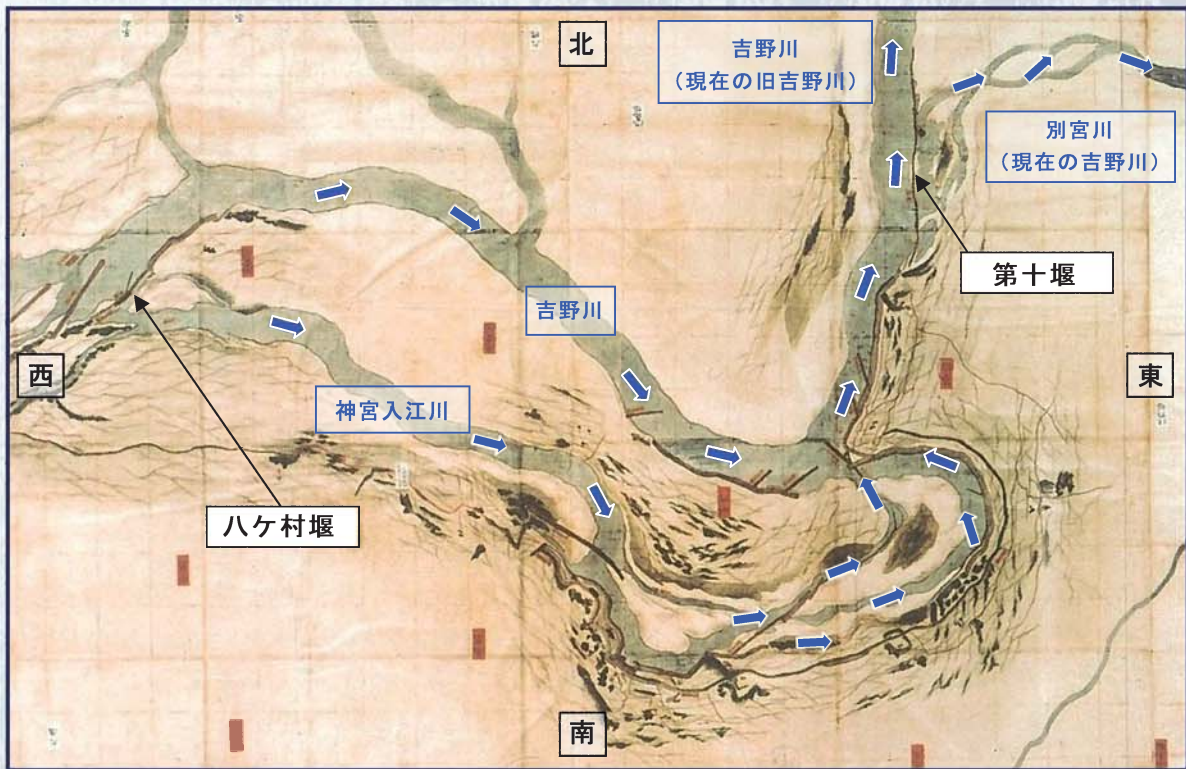 北
吉野川
（現在の旧吉野川）
別宮川
（現在の吉野川）
第十堰
吉野川
西
東
神宮入江川
八ケ村堰
南